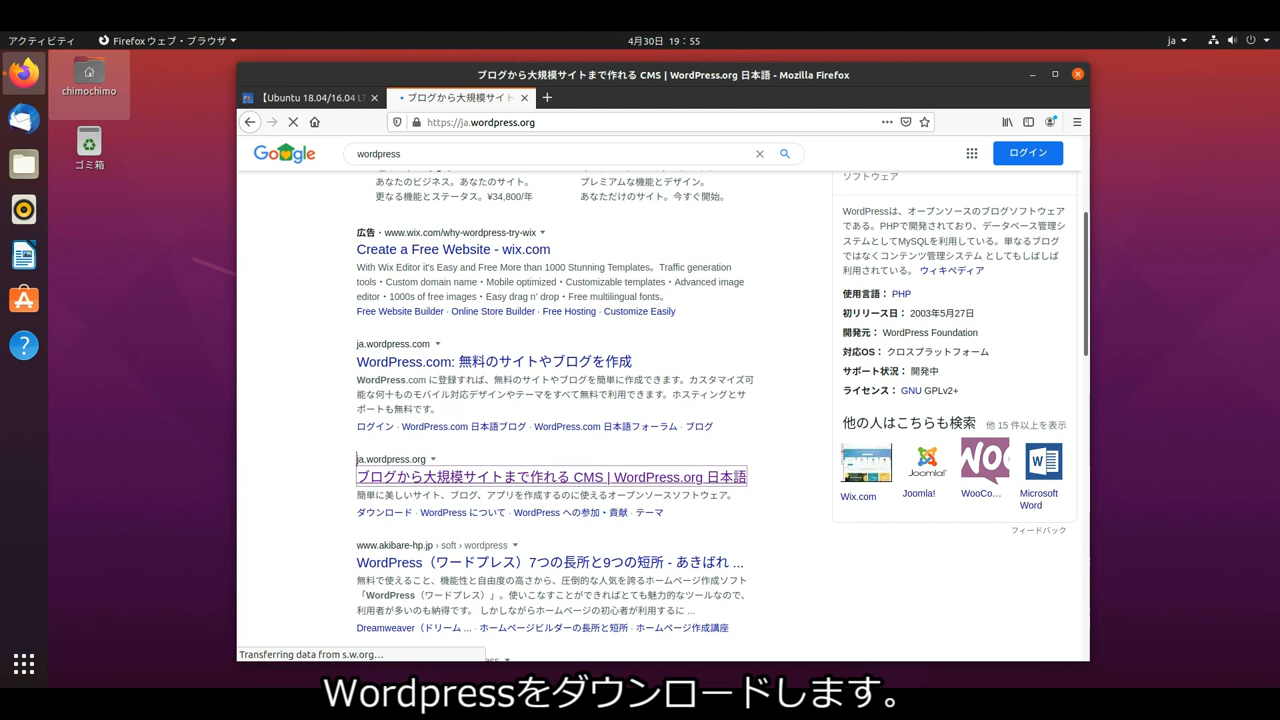 アクティビティ
Firefox ウェブ・ブラウザ
4月30日 19：55
ja
chimochimo
ゴミ箱
ブログから大規模サイトまで作れる CMS | WordPress.org 日本語 - Mozilla Firefox
【Ubuntu 18.04/16.04 LT
ブログから大規模サイト
https://ja.wordpress.org
Google
wordpress
ログイン
あなたのビジネス。あなたのサイト。
更なる機能とステータス。¥34,800/年
プレミアムな機能とデザイン。
あなただけのサイト。今すぐ開始。
広告・www.wix.com/why-wordpress-try-wix
Create a Free Website - wix.com
With Wix Editor it's Easy and Free More than 1000 Stunning Templates。Traffic generation
tools・Custom domain name・Mobile optimized・Customizable templates・Advanced image
editor・1000s of free images・Easy drag n' drop・Free multilingual fonts。
Free Website Builder · Online Store Builder · Free Hosting · Customize Easily
ja.wordpress.com
WordPress.com: 無料のサイトやブログを作成
WordPress.com に登録すれば、無料のサイトやブログを簡単に作成できます。カスタマイズ可
能な何十ものモバイル対応デザインやテーマをすべて無料で利用できます。ホスティングとサ
ポートも無料です。
ログイン · WordPress.com 日本語ブログ · WordPress.com 日本語フォーラム · ブログ
ja.wordpress.org
ブログから大規模サイトまで作れる CMS | WordPress.org 日本語
簡単に美しいサイト、ブログ、アプリを作成するのに使えるオープンソースソフトウェア。
ダウンロード · WordPress について · WordPress への参加・貢献 · テーマ
www.akibare-hp.jp › soft › wordpress
WordPress（ワードプレス）7つの長所と9つの短所 - あきばれ ...
無料で使えること、機能性と自由度の高さから、圧倒的な人気を誇るホームページ作成ソフト
「WordPress（ワードプレス）」。使いこなすことができればとても魅力的なツールなので、
利用者が多いのも納得です。 しかしながらホームページの初心者が利用するに ...
Dreamweaver（ドリーム ... · ホームページビルダーの長所と短所 · ホームページ作成講座
ソフトウェア
WordPressは、オープンソースのブログソフトウェア
である。PHPで開発されており、データベース管理シ
ステムとしてMySQLを利用している。単なるブログ
ではなくコンテンツ管理システム としてもしばしば
利用されている。 ウィキペディア
使用言語： PHP
初リリース日： 2003年5月27日
開発元： WordPress Foundation
対応OS： クロスプラットフォーム
サポート状況： 開発中
ライセンス： GNU GPLv2+
他の人はこちらも検索
他 15 件以上を表示
Joomla!
WOO
W
Wix.com
Joomla!
WooCo…
Microsoft
Word
フィードバック
Transferring data from s.w.org…
Wordpressをダウンロードします。